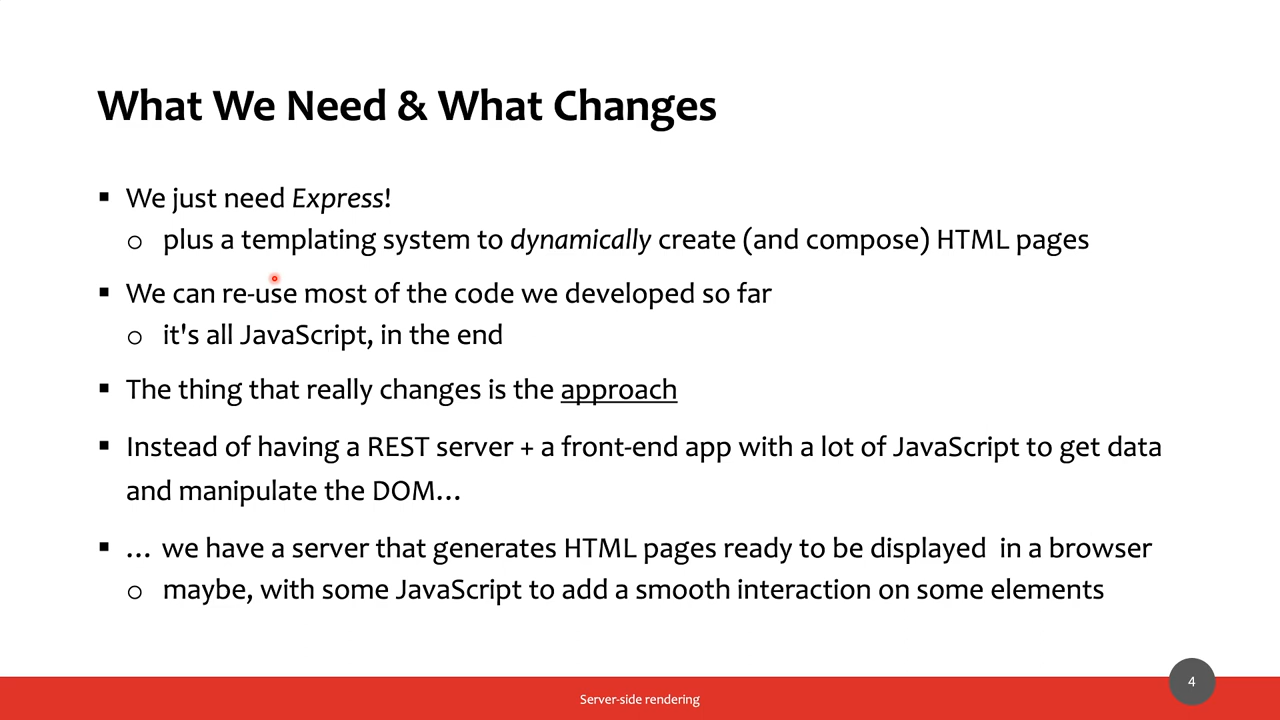 What We Need & What Changes
▪ We just need Express!
o plus a templating system to dynamically create (and compose) HTML pages
▪ We can re-use most of the code we developed so far
o it's all JavaScript, in the end
▪ The thing that really changes is the approach
▪ Instead of having a REST server + a front-end app with a lot of JavaScript to get data
and manipulate the DOM…
▪ … we have a server that generates HTML pages ready to be displayed  in a browser
o maybe, with some JavaScript to add a smooth interaction on some elements
4
Server-side rendering